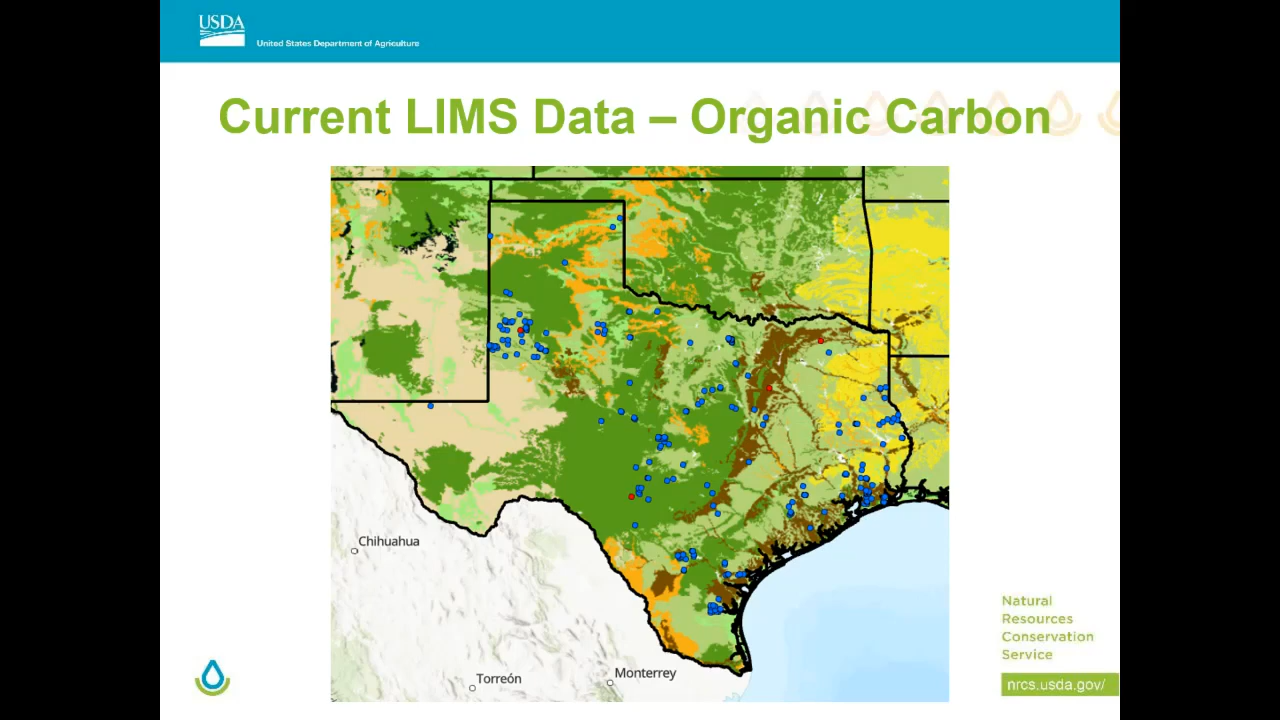 USDA
United States Department of Agriculture
Current LIMS Data – Organic Carbon
Chihuahua
Torreón
Monterrey
Natural
Resources
Conservation
Service
nrcs.usda.gov/